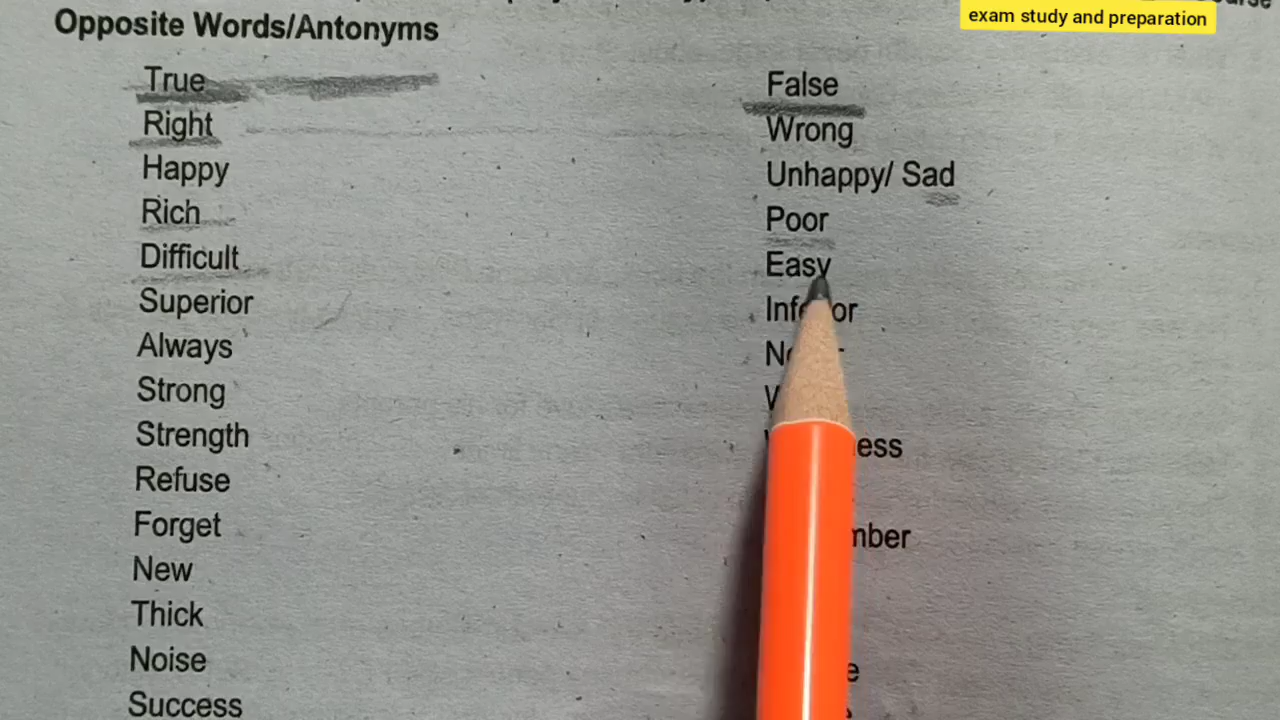 exam study and preparation
Opposite Words/Antonyms
True False
Right Wrong
Happy Unhappy/ Sad
Rich Poor
Difficult Easy
Superior
Always
Strong
Strength
Refuse
Forget
New
Thick
Noise
Success